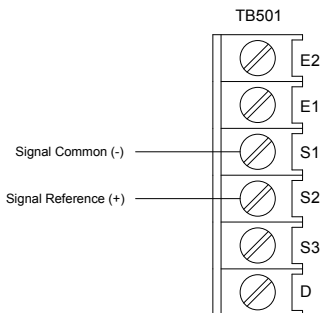 TB501
E2
E1
Signal Common (-)
S1
Signal Reference (+)
S2
S3
D